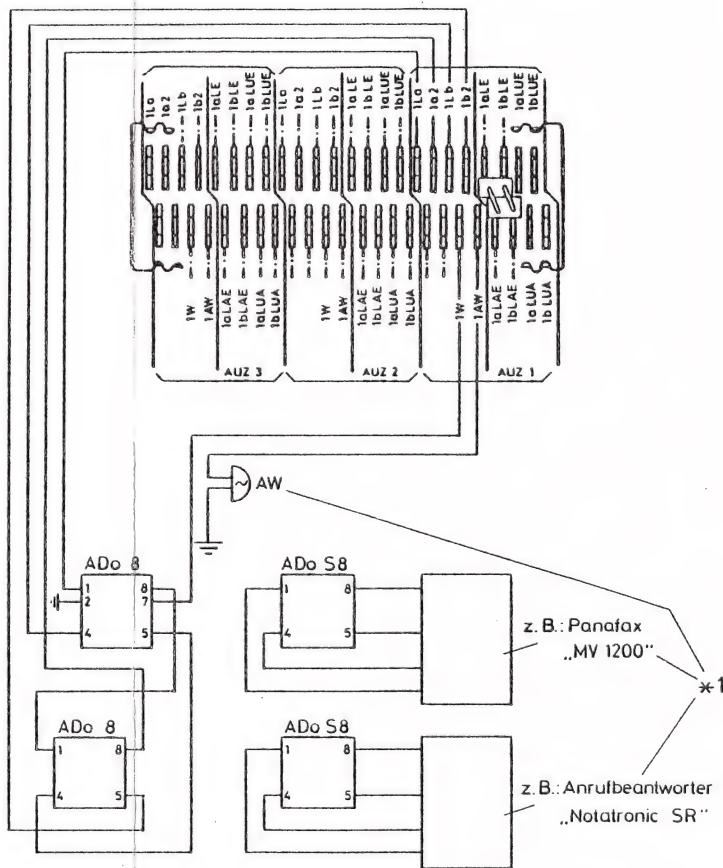 1La
1a2
1Lb
1b2
1aLE
1bLE
1aLUE
1bLUE
1La
1a2
1Lb
1b2
1aLE
1bLE
1aLUE
1bLUE
1La
1a2
1Lb
1b2
1aLE
1bLE
1aLUE
1bLUE
1W
1AW
1aLAE
1bLAE
1aLUA
1bLUA
1W
1AW
1aLAE
1bLAE
1aLUA
1bLUA
1W
1AW
1aLAE
1bLAE
1aLUA
1bLUA
AUZ 3
AUZ 2
AUZ 1
AW
ADo 8
1 8
2 7
4 5
ADo S8
1 8
4 5
z. B.: Panafax
„MV 1200"
*1
ADo 8
1 8
4 5
ADo S8
1 8
4 5
z. B.: Anrufbeantworter
„Notatronic SR"